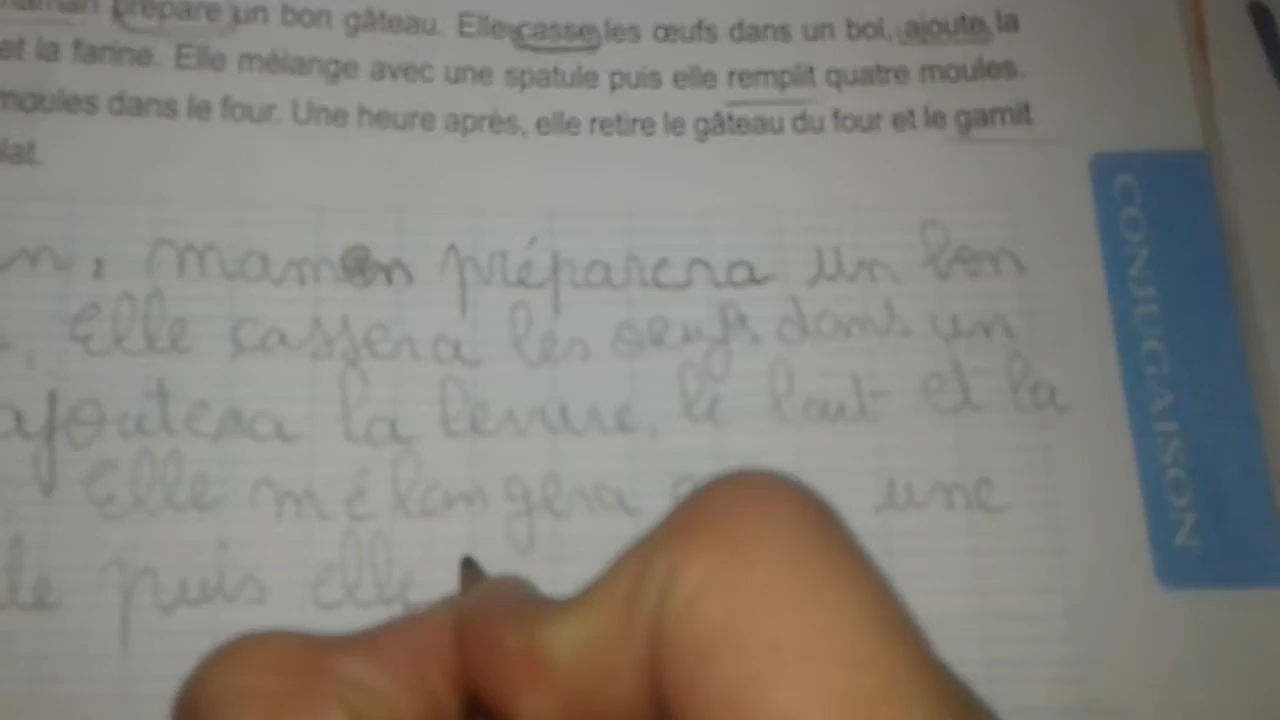 maman prépare un bon gâteau. Elle casse les œufs dans un bol, ajoute la
et la farine. Elle mélange avec une spatule puis elle remplit quatre moules.
moules dans le four. Une heure après, elle retire le gâteau du four et le garnit
lat.
n, maman préparera un bon
. Elle cassera les œufs dans un
ajoutera la levure, le lait et la
. Elle mélangera une
le puis elle
CONJUGAISON